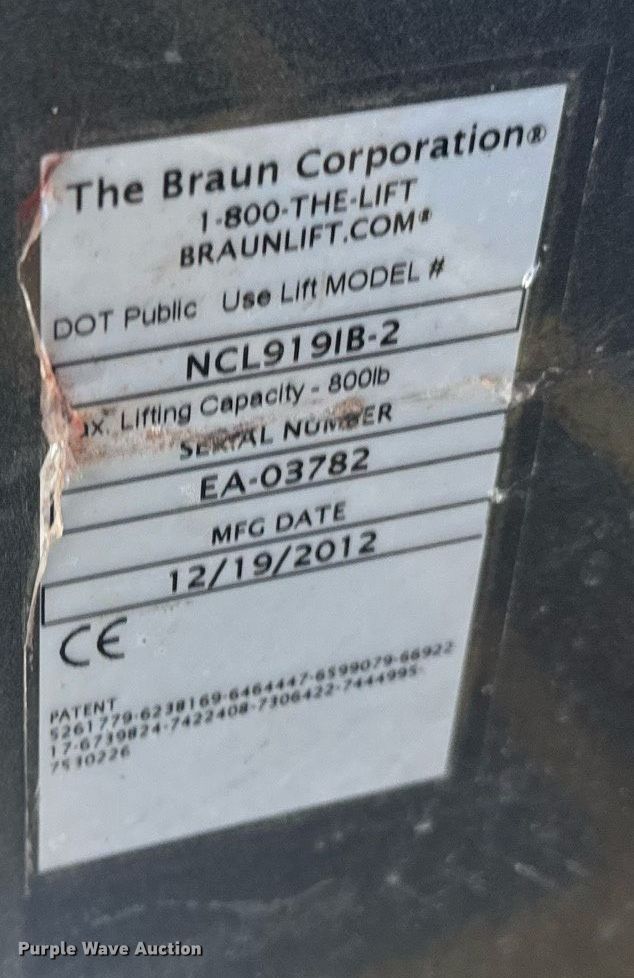 The Braun Corporation®
1-800-THE-LIFT
BRAUNLIFT.COM®
DOT Public Use Lift MODEL #
NCL919IB-2
ax. Lifting Capacity - 800lb
SERIAL NUMBER
EA-03782
MFG DATE
12/19/2012
CE
PATENT
5261779-6238169-6464447-6599079-66922
17-6739824-7422408-7306422-7444995-
7530226
Purple Wave Auction